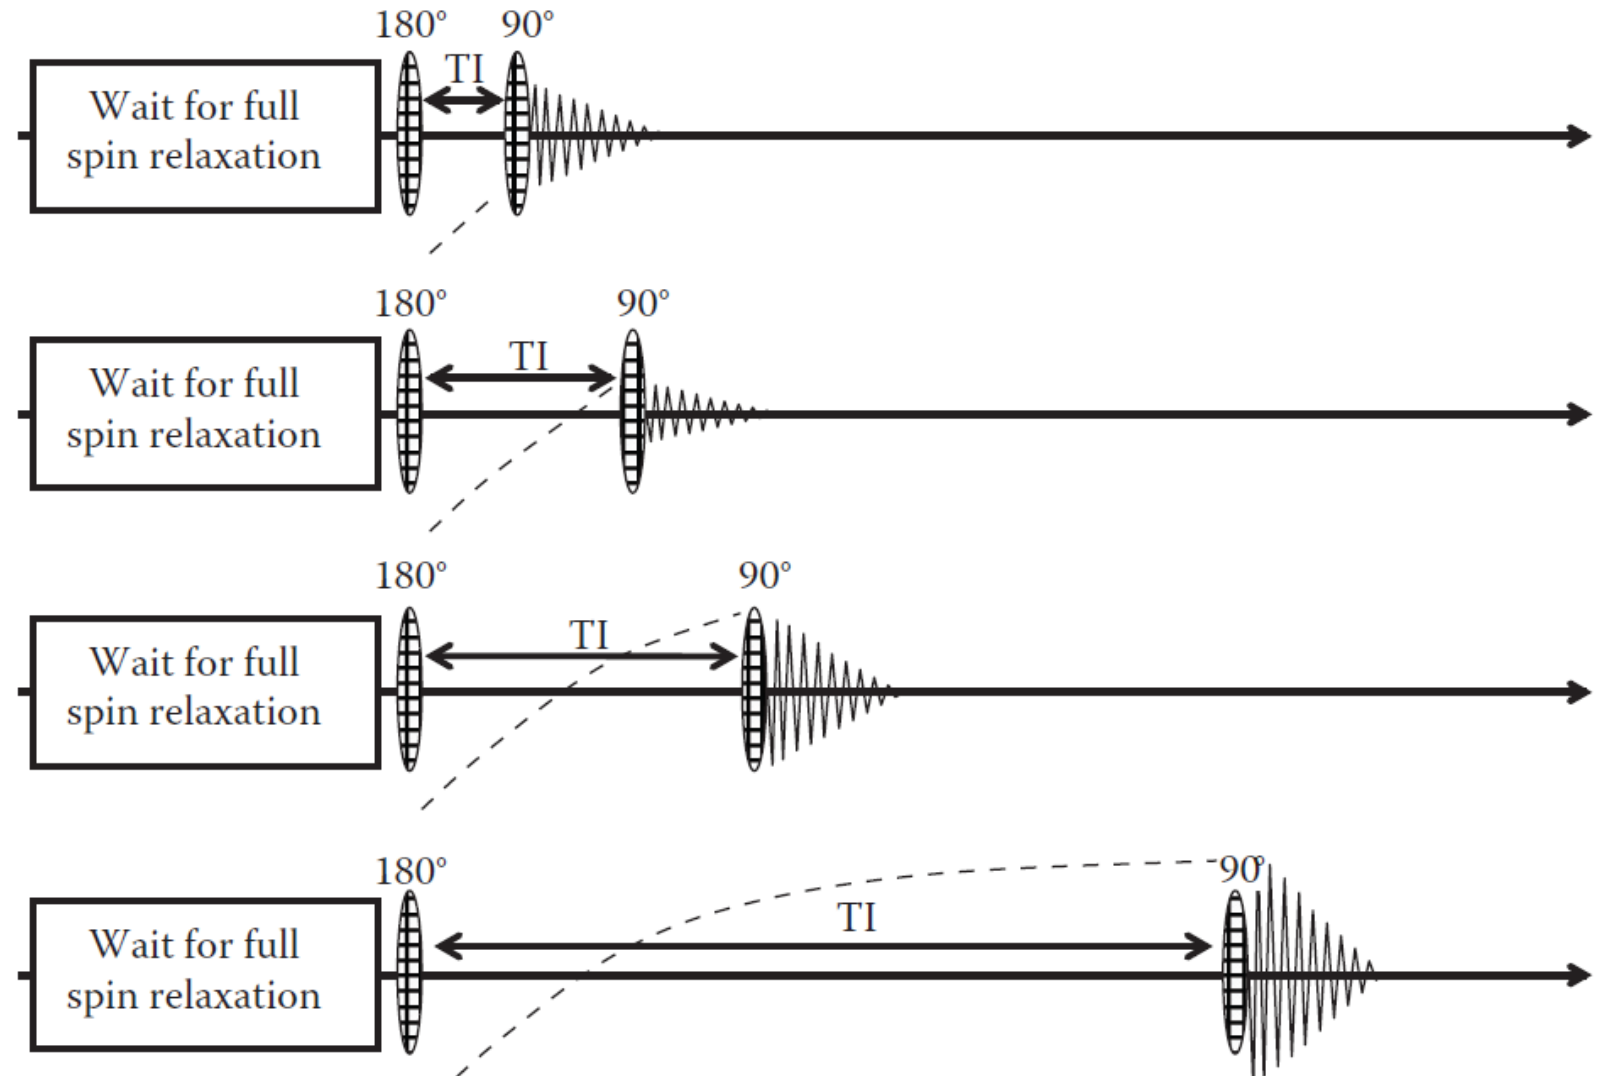 180° 90°
TI
Wait for full
spin relaxation
180° 90°
TI
Wait for full
spin relaxation
180° 90°
TI
Wait for full
spin relaxation
180° 90°
TI
Wait for full
spin relaxation